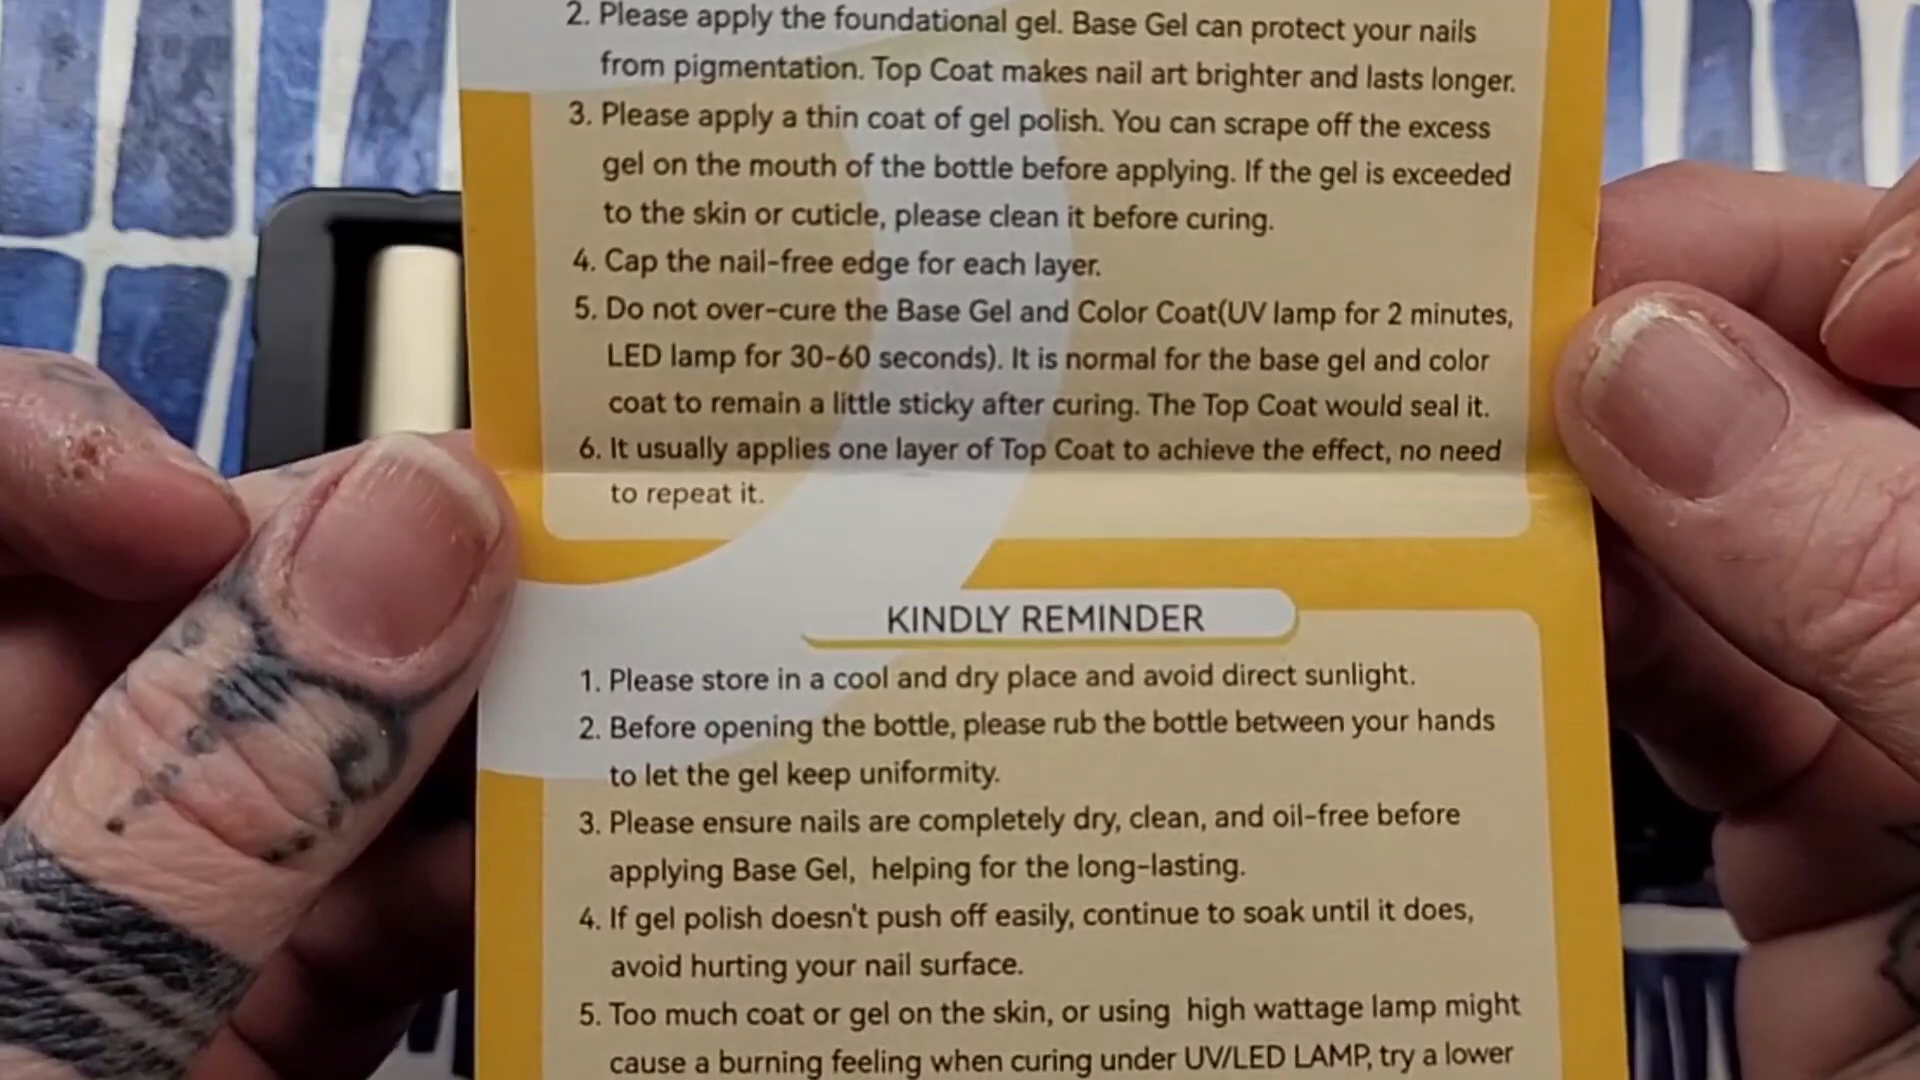 2. Please apply the foundational gel. Base Gel can protect your nails
from pigmentation. Top Coat makes nail art brighter and lasts longer.
3. Please apply a thin coat of gel polish. You can scrape off the excess
gel on the mouth of the bottle before applying. If the gel is exceeded
to the skin or cuticle, please clean it before curing.
4. Cap the nail-free edge for each layer.
5. Do not over-cure the Base Gel and Color Coat(UV lamp for 2 minutes,
LED lamp for 30-60 seconds). It is normal for the base gel and color
coat to remain a little sticky after curing. The Top Coat would seal it.
6. It usually applies one layer of Top Coat to achieve the effect, no need
to repeat it.
KINDLY REMINDER
1. Please store in a cool and dry place and avoid direct sunlight.
2. Before opening the bottle, please rub the bottle between your hands
to let the gel keep uniformity.
3. Please ensure nails are completely dry, clean, and oil-free before
applying Base Gel, helping for the long-lasting.
4. If gel polish doesn't push off easily, continue to soak until it does,
avoid hurting your nail surface.
5. Too much coat or gel on the skin, or using high wattage lamp might
cause a burning feeling when curing under UV/LED LAMP, try a lower